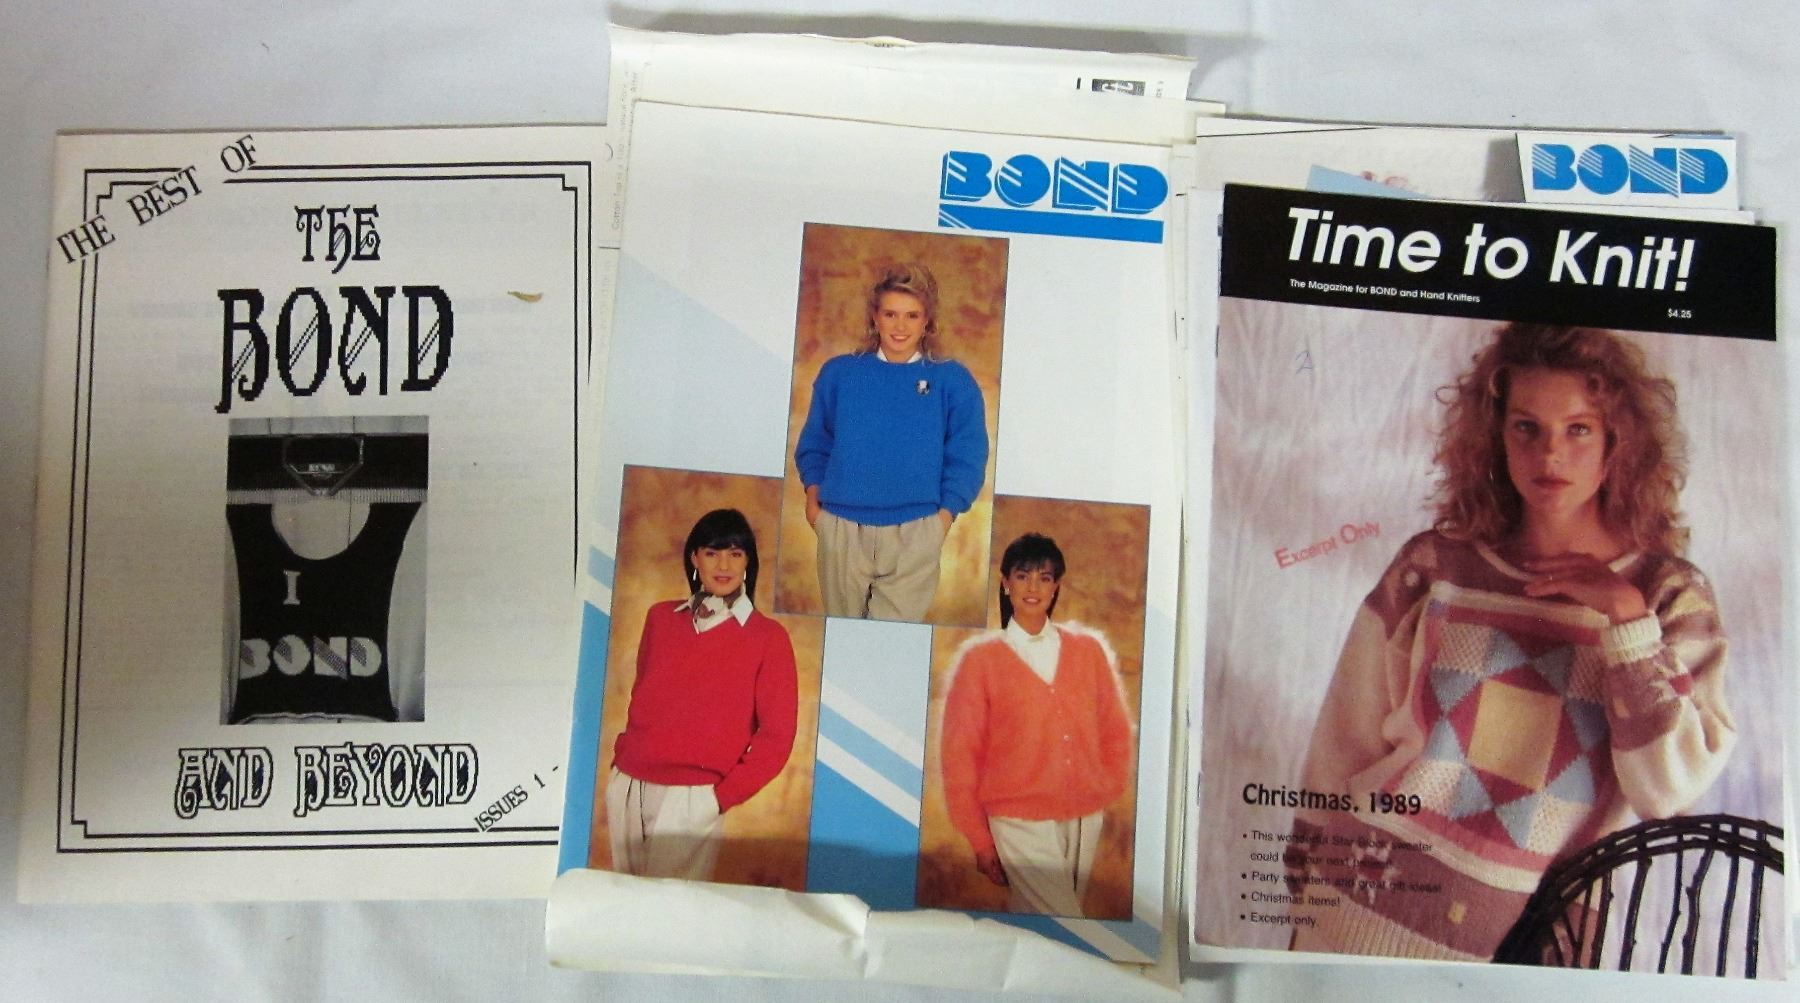 THE BEST OF
THE
BOND
I
BOND
AND BEYOND
ISSUES 1 -
BOND
BOND
Time to Knit!
The Magazine for BOND and Hand Knitters
$4.25
2
Excerpt Only
Christmas, 1989
• This wonderful Star Block sweater
could be your next present.
• Party sweaters and great gift ideas!
• Christmas items!
• Excerpt only.